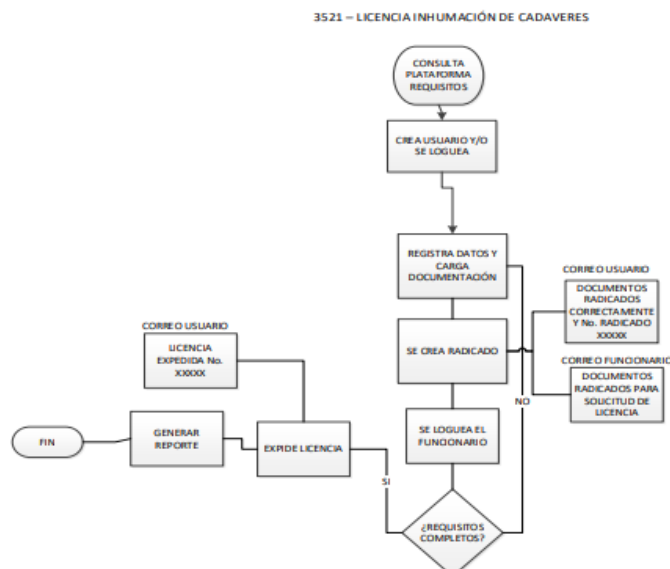 3521 – LICENCIA INHUMACIÓN DE CADAVERES
CONSULTA
PLATAFORMA
REQUISITOS
CREA USUARIO Y/O
SE LOGUEA
REGISTRA DATOS Y
CARGA
DOCUMENTACIÓN
CORREO USUARIO
DOCUMENTOS
RADICADOS
CORRECTAMENTE
Y No. RADICADO
XXXXX
SE CREA RADICADO
CORREO USUARIO
LICENCIA
EXPEDIDA No.
XXXXX
CORREO FUNCIONARIO
DOCUMENTOS
RADICADOS PARA
SOLICITUD DE
LICENCIA
NO
SE LOGUEA EL
FUNCIONARIO
FIN
GENERAR
REPORTE
EXPIDE LICENCIA
SI
¿REQUISITOS
COMPLETOS?